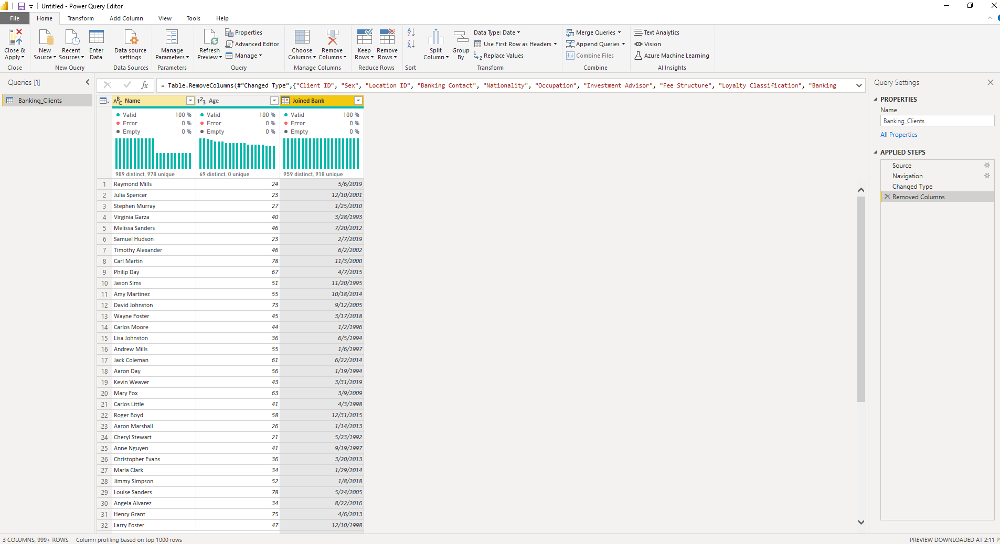 Untitled - Power Query Editor
File Home Transform Add Column View Tools Help
Close & Apply
New Source
Recent Sources
Enter Data
Data source settings
Manage Parameters
Refresh Preview
Properties
Advanced Editor
Manage
Choose Columns
Remove Columns
Keep Rows
Remove Rows
Split Column
Group By
Data Type: Date
Use First Row as Headers
Replace Values
Merge Queries
Append Queries
Combine Files
Text Analytics
Vision
Azure Machine Learning
Close New Query Data Sources Parameters Query Manage Columns Reduce Rows Sort Transform Combine AI Insights
Queries [1]
Banking_Clients
fx = Table.RemoveColumns(#"Changed Type",{"Client ID", "Sex", "Location ID", "Banking Contact", "Nationality", "Occupation", "Investment Advisor", "Fee Structure", "Loyalty Classification", "Banking
ABC Name 123 Age Joined Bank
Valid 100 % Valid 100 % Valid 100 %
Error 0 % Error 0 % Error 0 %
Empty 0 % Empty 0 % Empty 0 %
989 distinct, 978 unique 69 distinct, 0 unique 959 distinct, 918 unique
1 Raymond Mills 24 5/6/2019
2 Julia Spencer 23 12/10/2001
3 Stephen Murray 27 1/25/2010
4 Virginia Garza 40 3/28/1993
5 Melissa Sanders 46 7/20/2012
6 Samuel Hudson 23 2/7/2019
7 Timothy Alexander 46 6/2/2002
8 Carl Martin 78 11/3/2000
9 Philip Day 67 4/7/2015
10 Jason Sims 51 11/20/1995
11 Amy Martinez 55 10/18/2014
12 David Johnston 73 9/12/2005
13 Wayne Foster 45 3/17/2018
14 Carlos Moore 44 1/2/1996
15 Lisa Johnston 36 6/5/1994
16 Andrew Mills 55 1/6/1997
17 Jack Coleman 61 6/22/2014
18 Aaron Day 56 1/19/1994
19 Kevin Weaver 43 3/31/2019
20 Mary Fox 63 3/9/2009
21 Carlos Little 41 4/3/1998
22 Roger Boyd 58 12/31/2015
23 Aaron Marshall 26 1/14/2013
24 Cheryl Stewart 21 5/23/1992
25 Anne Nguyen 41 9/19/1997
26 Christopher Evans 36 3/20/2013
27 Maria Clark 34 1/29/2014
28 Jimmy Simpson 52 1/8/2018
29 Louise Sanders 78 5/24/2005
30 Angela Alvarez 34 8/22/2016
31 Henry Grant 75 4/6/2013
32 Larry Foster 47 12/10/1998
Query Settings
PROPERTIES
Name
Banking_Clients
All Properties
APPLIED STEPS
Source
Navigation
Changed Type
Removed Columns
3 COLUMNS, 999+ ROWS Column profiling based on top 1000 rows PREVIEW DOWNLOADED AT 2:11 P